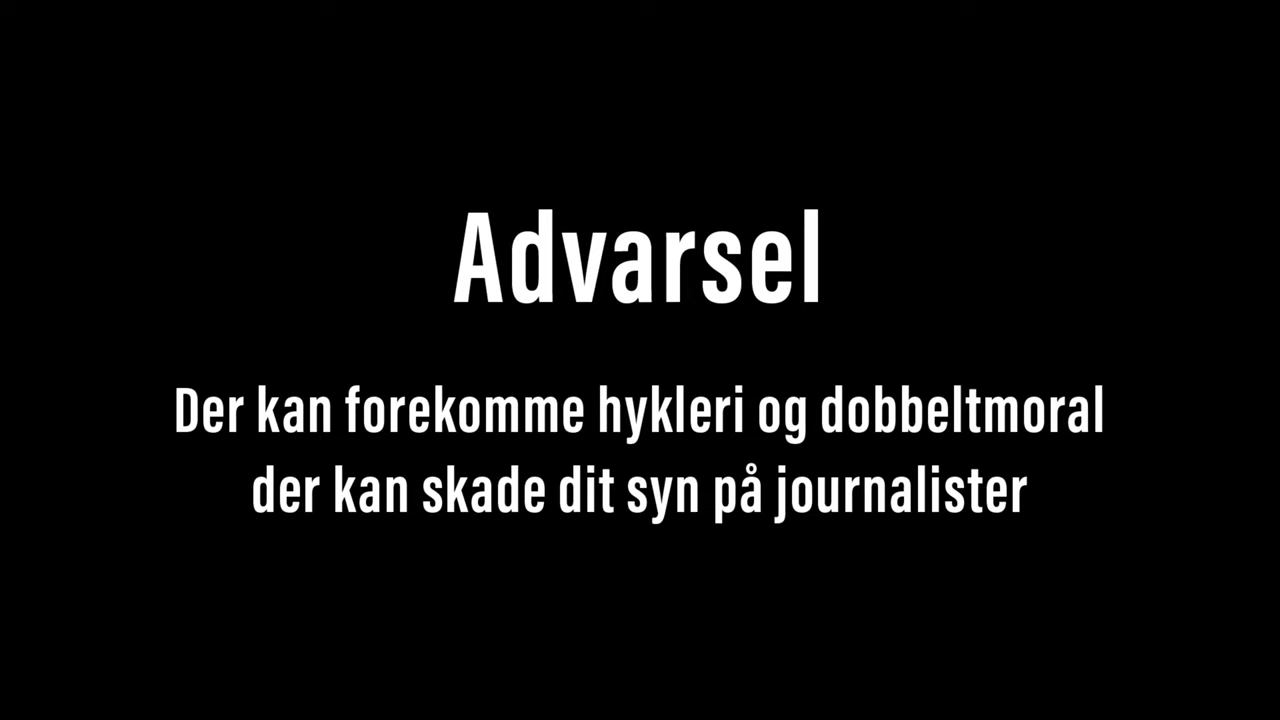 Advarsel
Der kan forekomme hykleri og dobbeltmoral
der kan skade dit syn på journalister